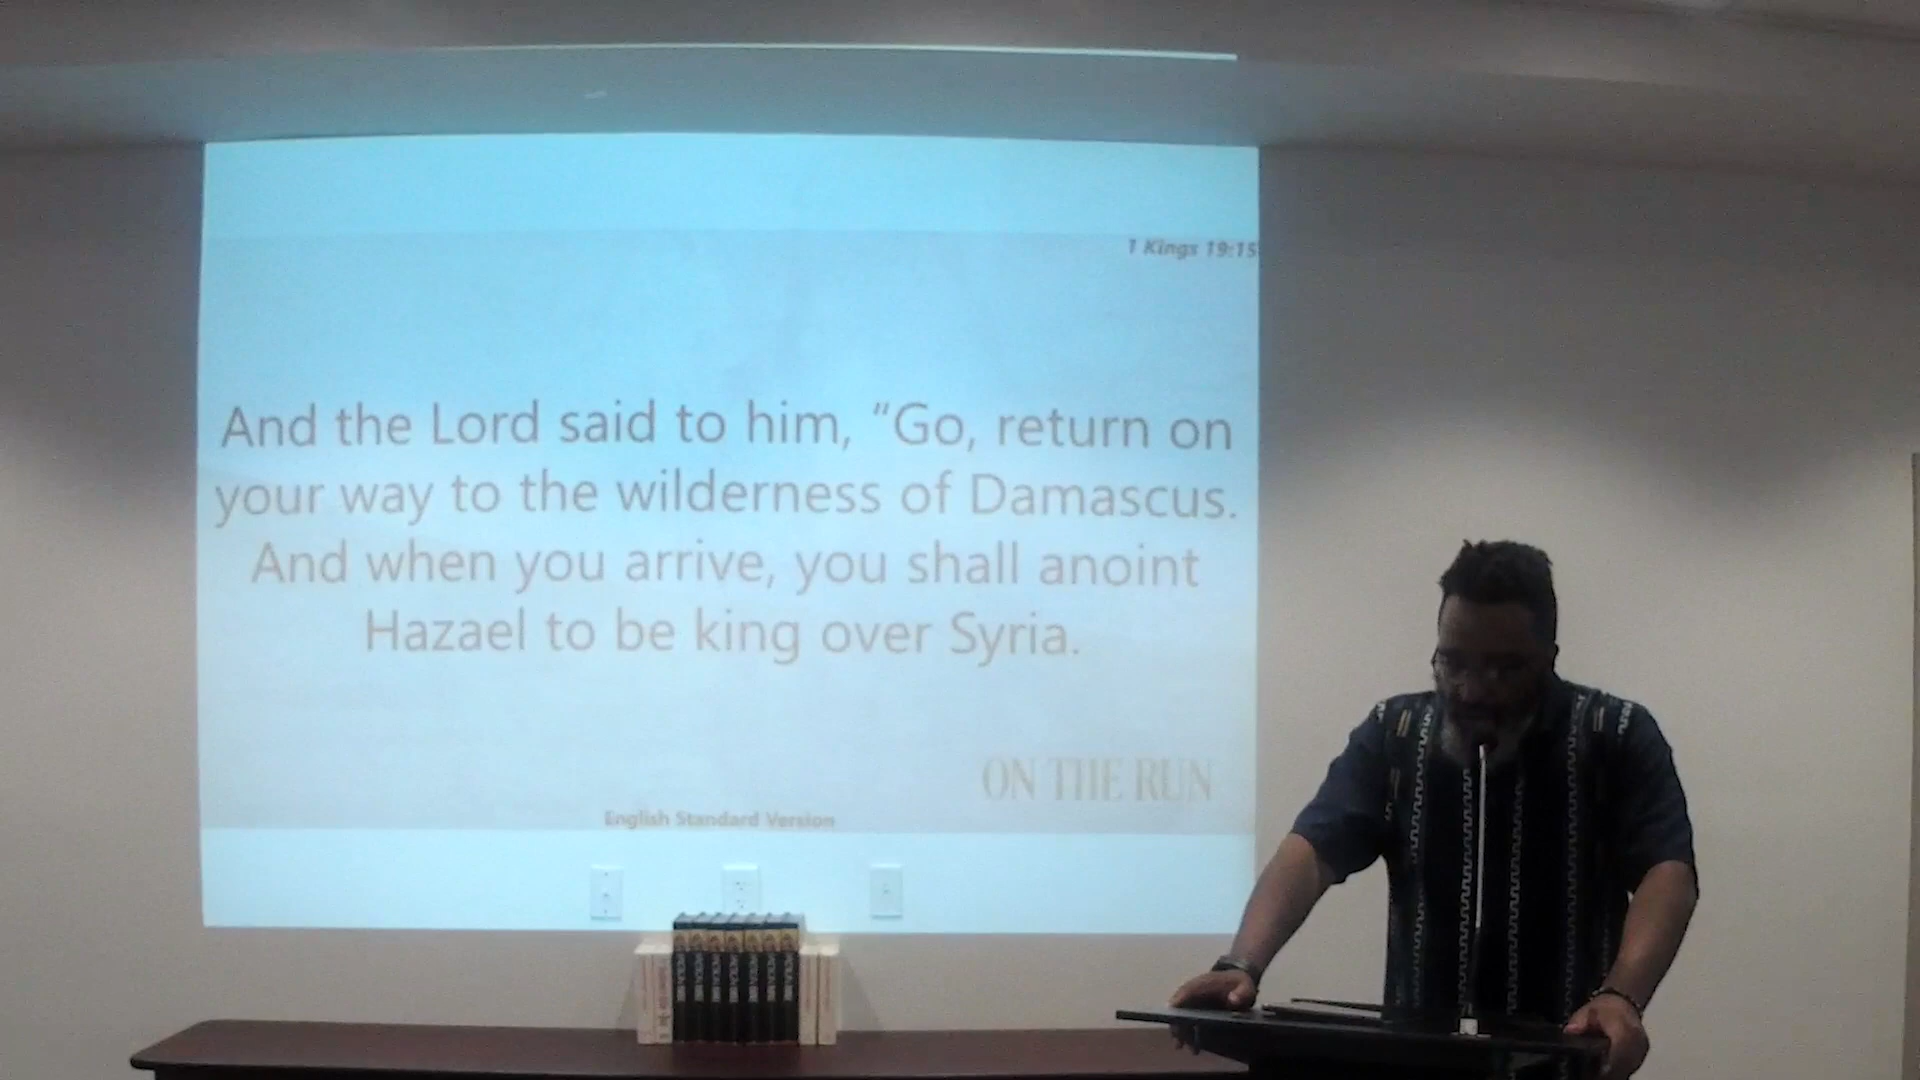 1 Kings 19:15
And the Lord said to him, “Go, return on
your way to the wilderness of Damascus.
And when you arrive, you shall anoint
Hazael to be king over Syria.
ON THE RUN
English Standard Version